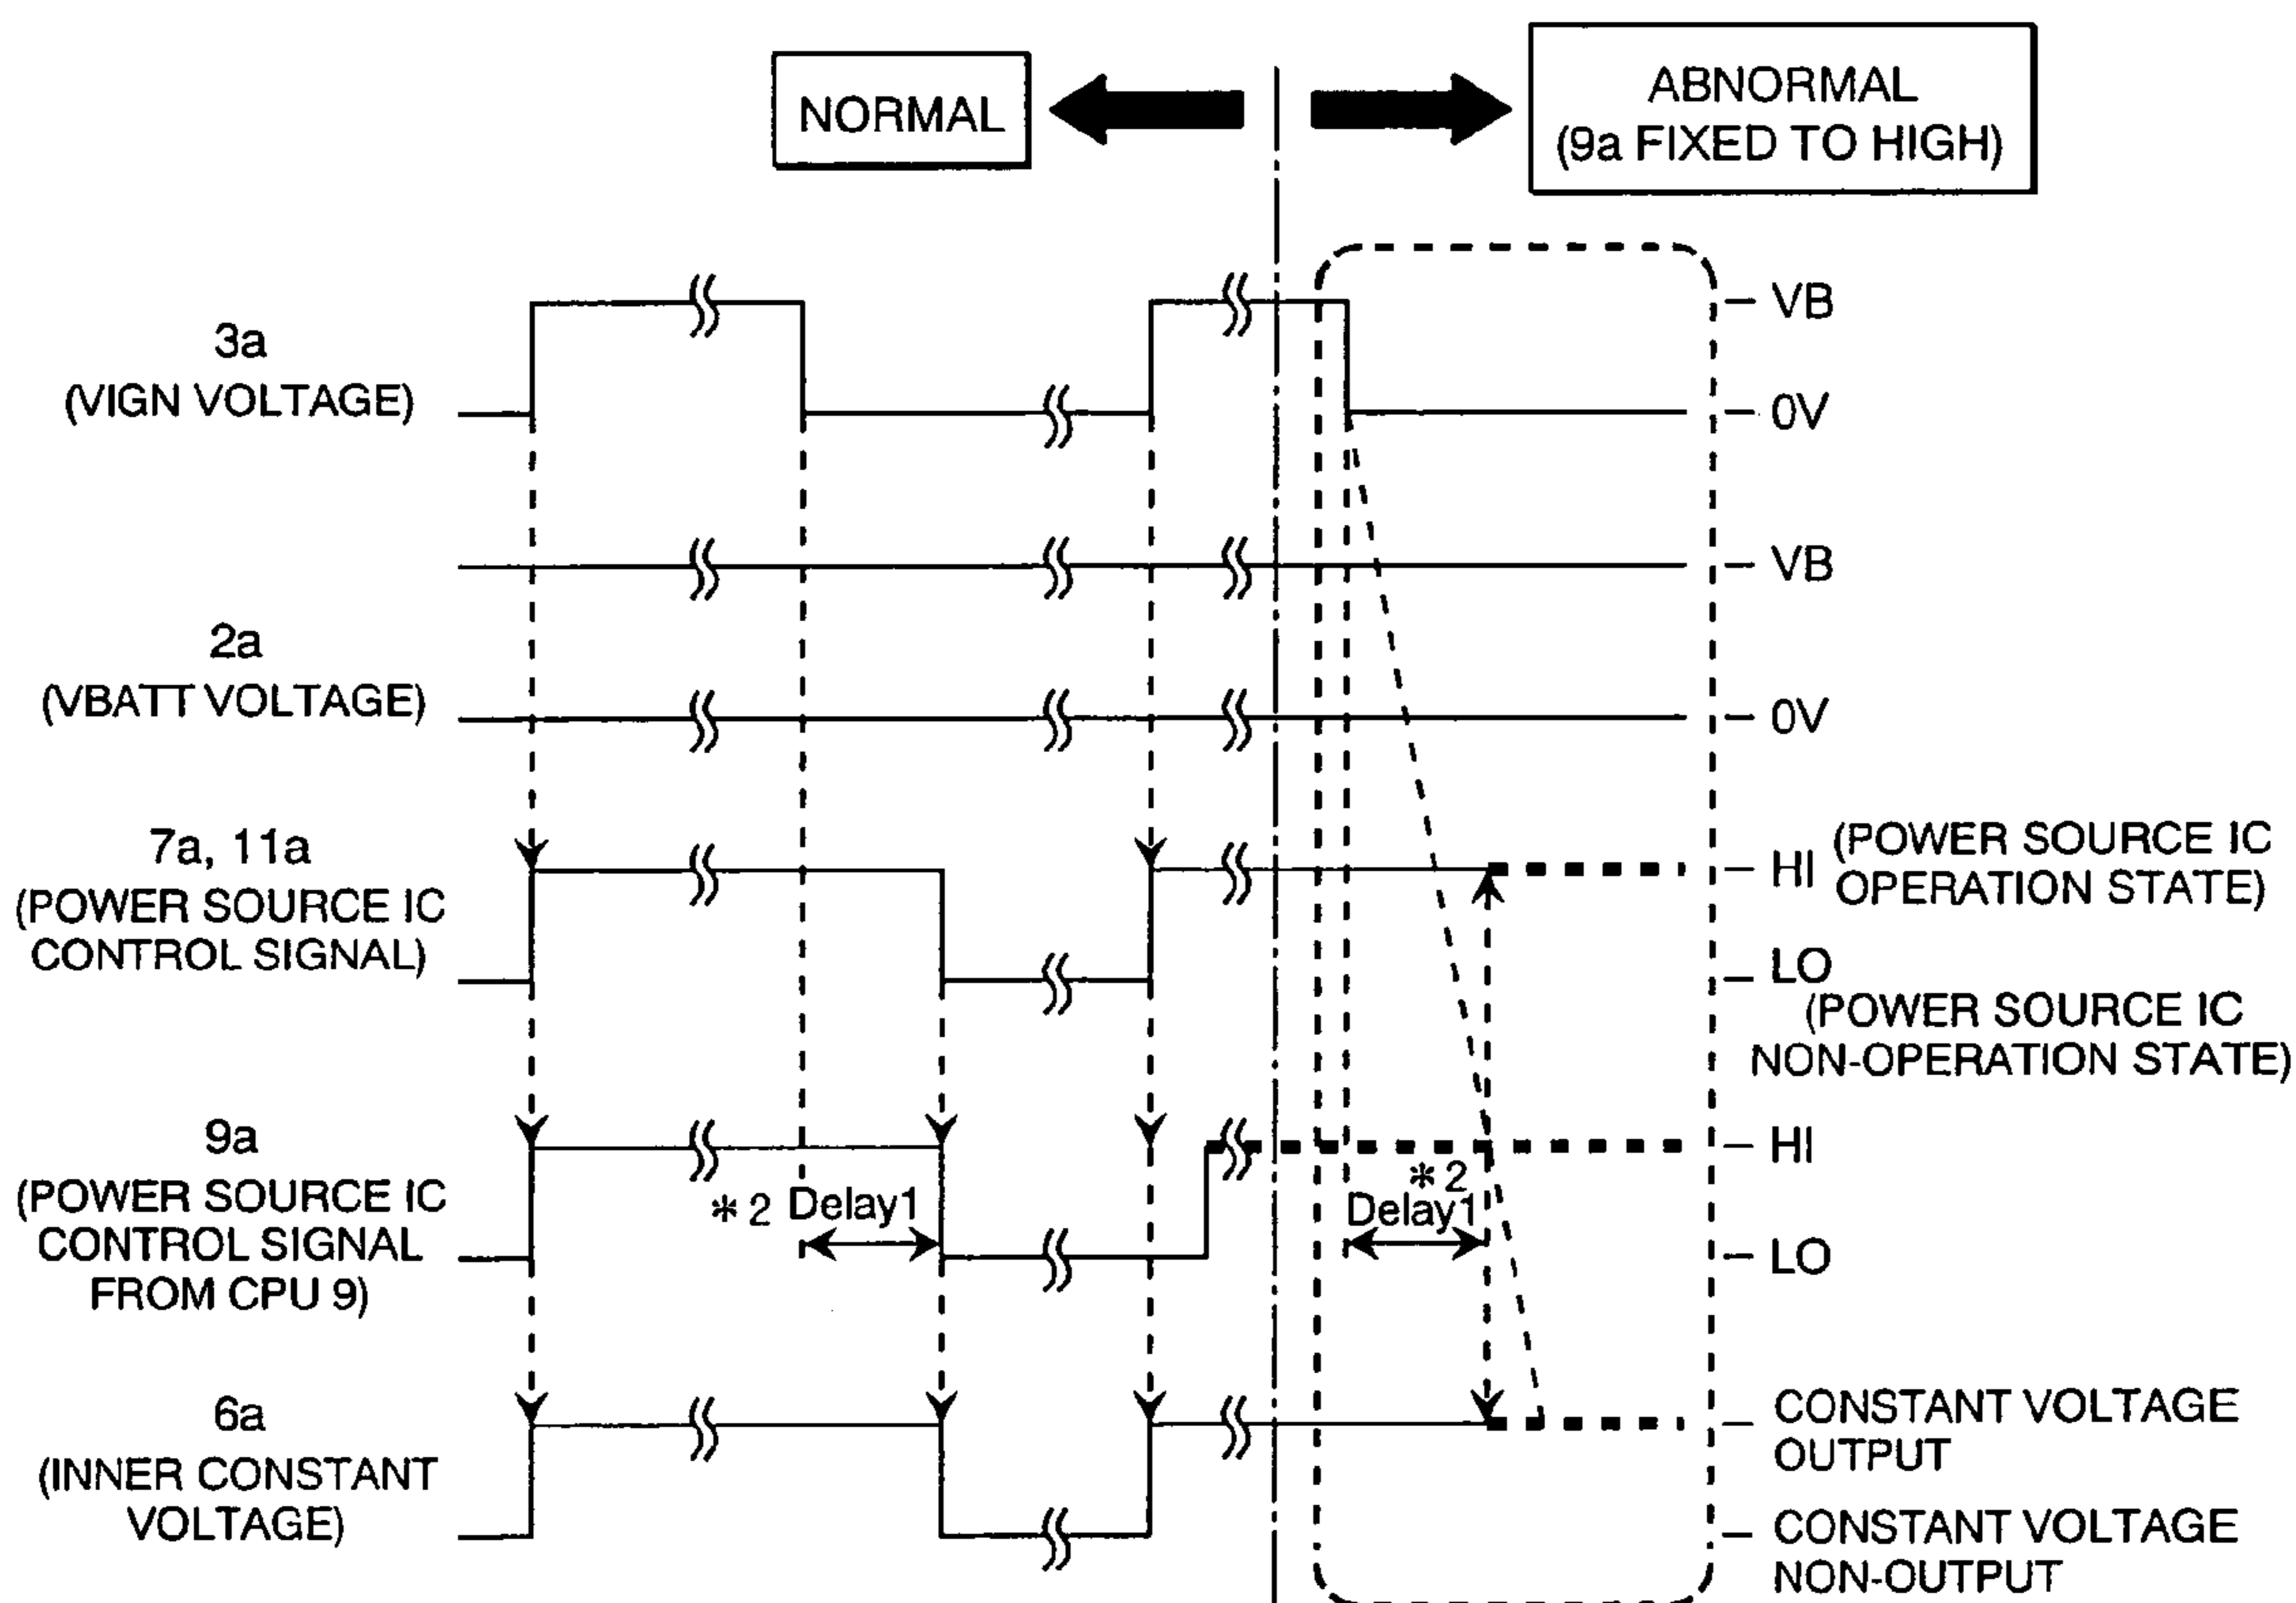 NORMAL
ABNORMAL
(9a FIXED TO HIGH)
3a
(VIGN VOLTAGE)
VB
0V
2a
(VBATT VOLTAGE)
VB
0V
7a, 11a
(POWER SOURCE IC
CONTROL SIGNAL)
HI (POWER SOURCE IC
OPERATION STATE)
LO
(POWER SOURCE IC
NON-OPERATION STATE)
9a
(POWER SOURCE IC
CONTROL SIGNAL
FROM CPU 9)
*2 Delay1
*2
Delay1
HI
LO
6a
(INNER CONSTANT
VOLTAGE)
CONSTANT VOLTAGE
OUTPUT
CONSTANT VOLTAGE
NON-OUTPUT